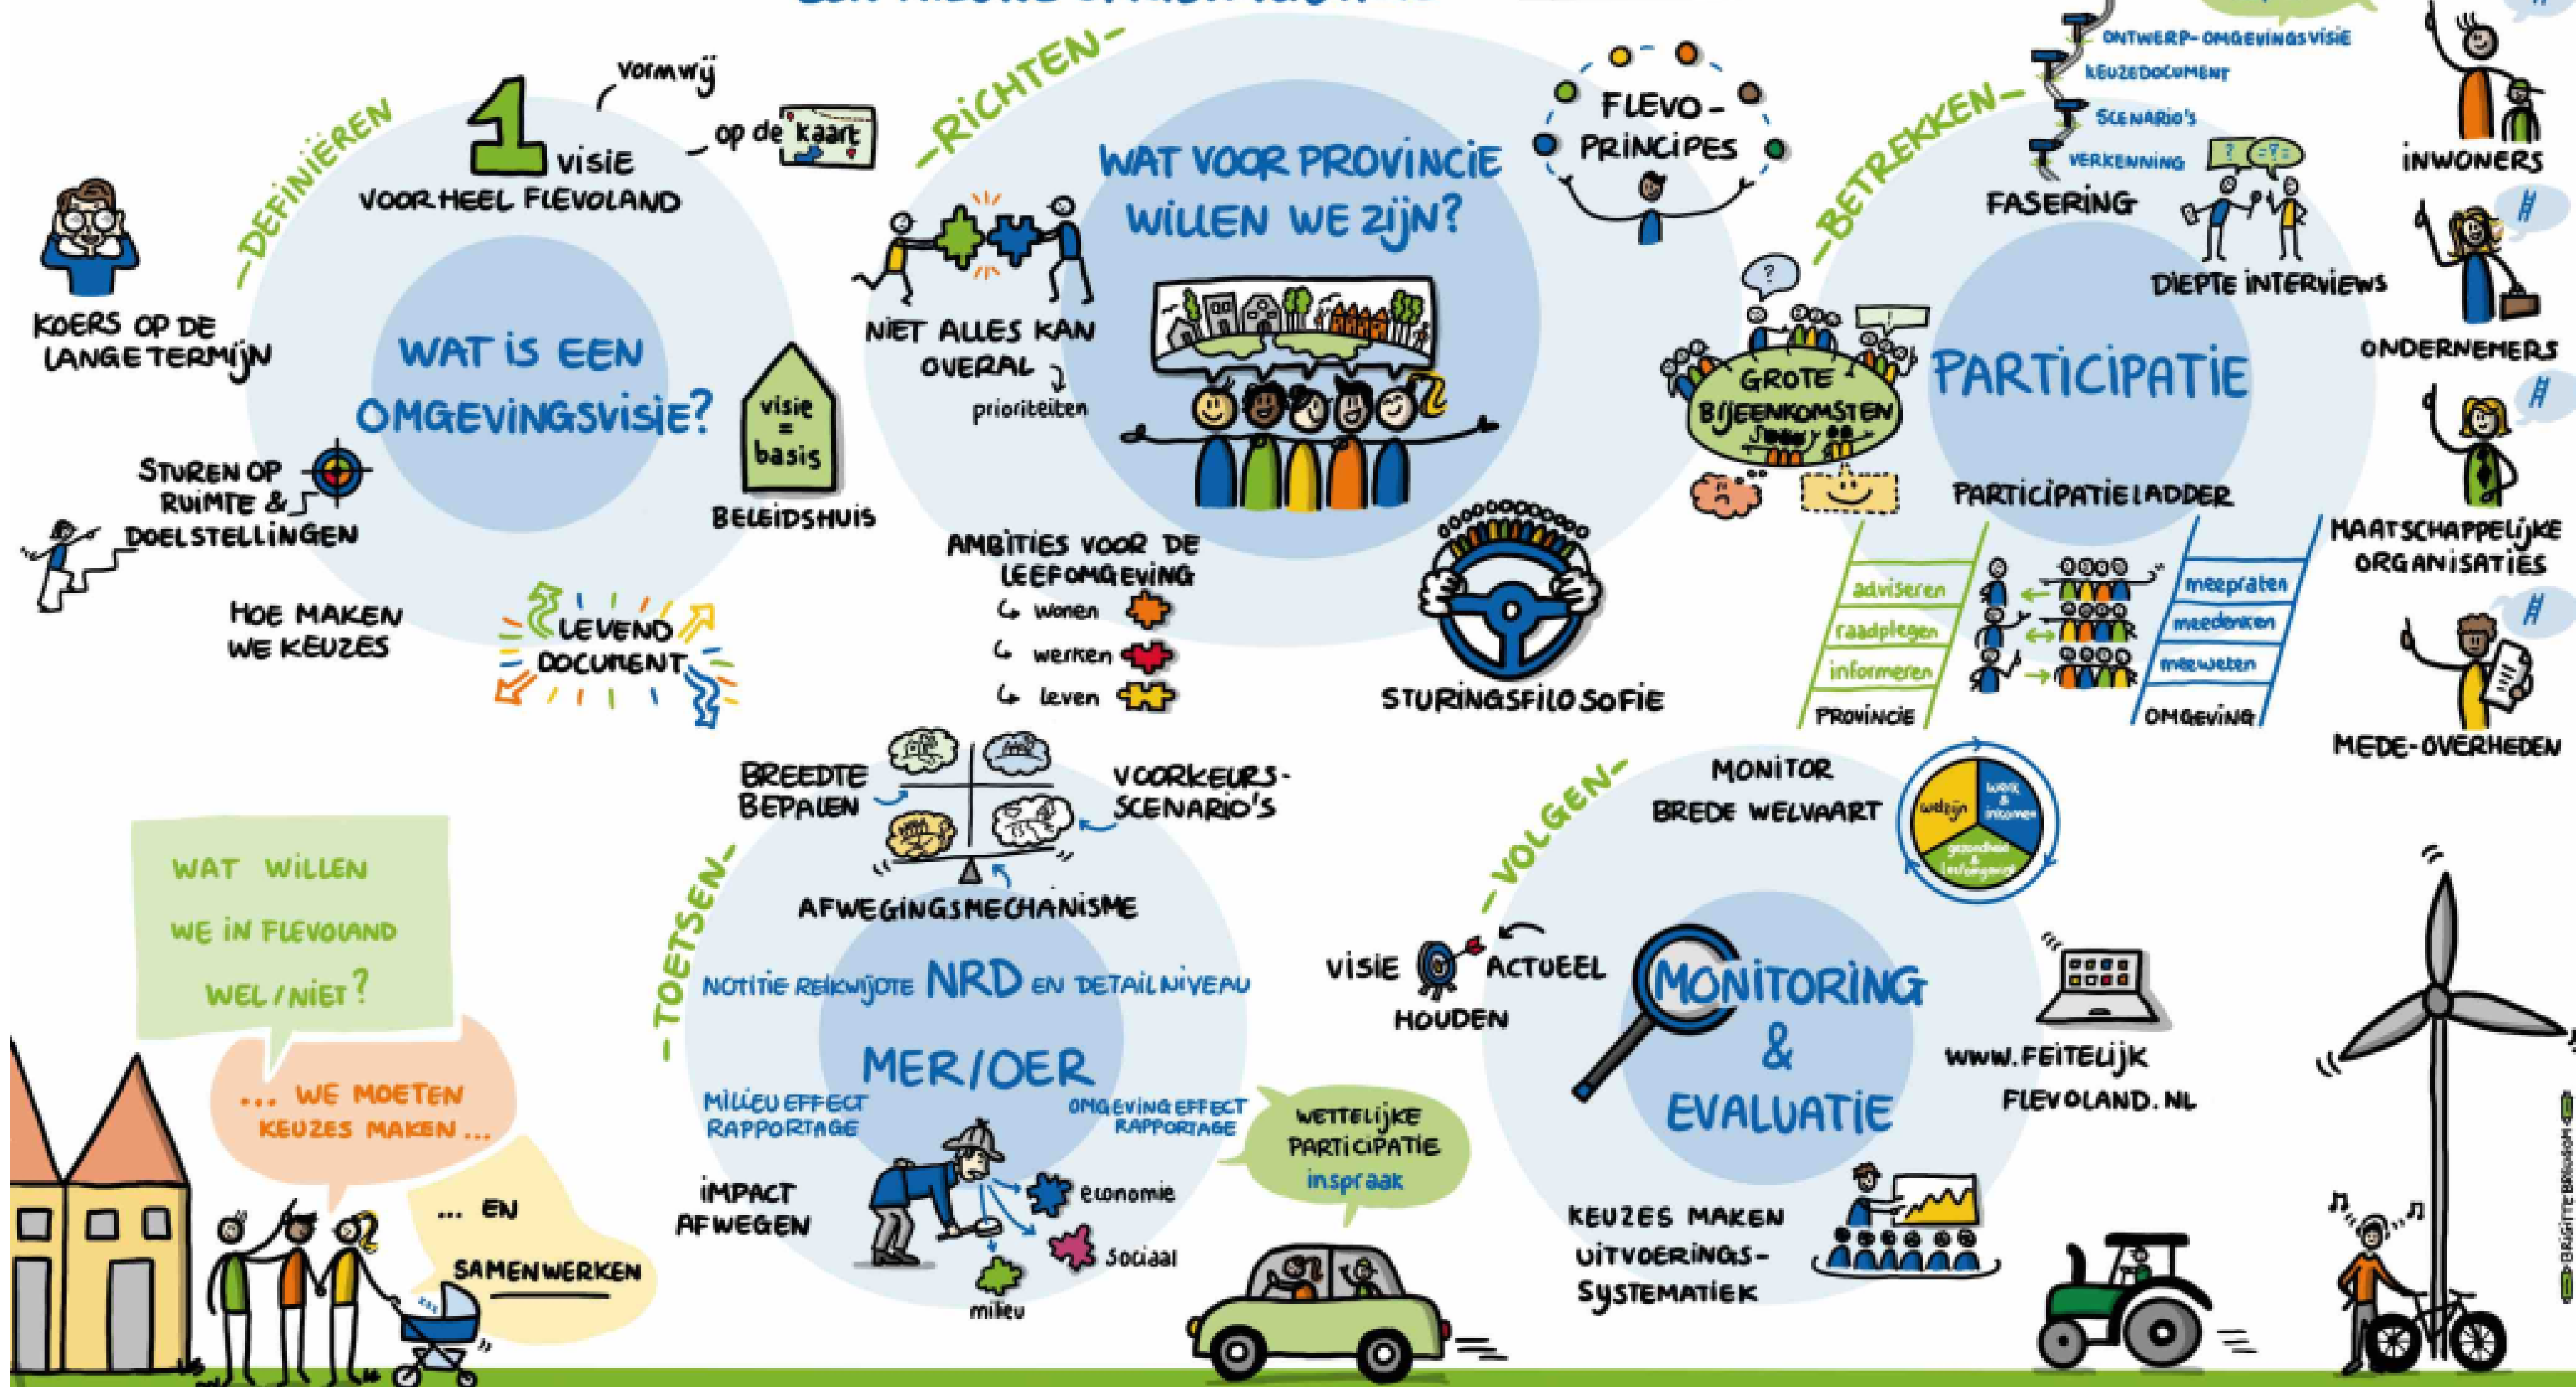 -DEFINIËREN
1 VISIE
VOOR HEEL FLEVOLAND
vormvrij
op de kaart
KOERS OP DE
LANGE TERMIJN
WAT IS EEN
OMGEVINGSVISIE?
visie
=
basis
BELEIDSHUIS
STUREN OP
RUIMTE &
DOELSTELLINGEN
HOE MAKEN
WE KEUZES
LEVEND
DOCUMENT
-RICHTEN-
WAT VOOR PROVINCIE
WILLEN WE ZIJN?
FLEVO-
PRINCIPES
NIET ALLES KAN
OVERAL
prioriteiten
AMBITIES VOOR DE
LEEFOMGEVING
wonen
werken
leven
STURINGSFILOSOFIE
-BETREKKEN-
ONTWERP-OMGEVINGSVISIE
KEUZEDOCUMENT
SCENARIO'S
VERKENNING
FASERING
? =?=
DIEPTE INTERVIEWS
?
!
GROTE
BIJEENKOMSTEN
PARTICIPATIE
PARTICIPATIELADDER
adviseren
raadplegen
informeren
PROVINCIE
meepraten
meedenken
meeweten
OMGEVING
INWONERS
ONDERNEMERS
MAATSCHAPPELIJKE
ORGANISATIES
MEDE-OVERHEDEN
WAT WILLEN
WE IN FLEVOLAND
WEL/NIET?
... WE MOETEN
KEUZES MAKEN ...
... EN
SAMENWERKEN
-TOETSEN-
BREEDTE
BEPALEN
VOORKEURS-
SCENARIO'S
AFWEGINGSMECHANISME
NOTITIE REIKWIJDTE NRD EN DETAILNIVEAU
MER/OER
MILIEU EFFECT
RAPPORTAGE
OMGEVING EFFECT
RAPPORTAGE
IMPACT
AFWEGEN
economie
sociaal
milieu
WETTELIJKE
PARTICIPATIE
inspraak
-VOLGEN-
MONITOR
BREDE WELVAART
welzijn
werk
&
inkomen
gezondheid
&
leefomgeving
VISIE ACTUEEL
HOUDEN
MONITORING
&
EVALUATIE
WWW.FEITELIJK
FLEVOLAND.NL
KEUZES MAKEN
UITVOERINGS-
SYSTEMATIEK
zzz